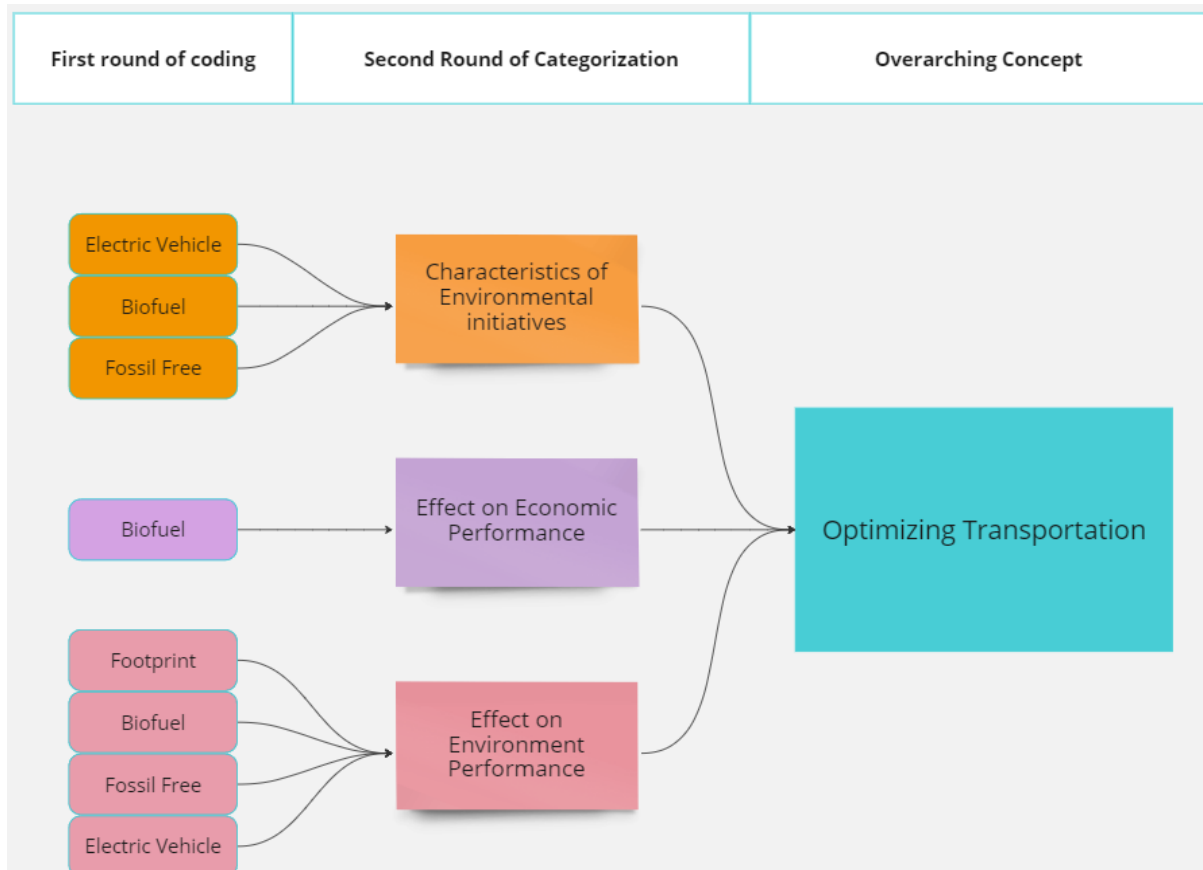 First round of coding
Second Round of Categorization
Overarching Concept
Electric Vehicle
Biofuel
Fossil Free
Characteristics of
Environmental
initiatives
Biofuel
Effect on Economic
Performance
Footprint
Biofuel
Fossil Free
Electric Vehicle
Effect on
Environment
Performance
Optimizing Transportation